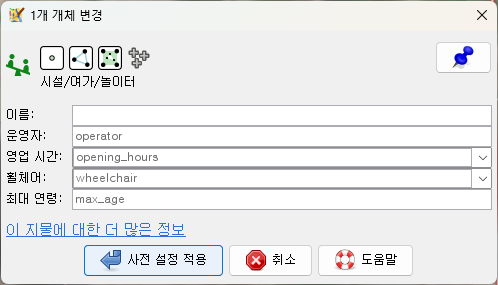 1개 개체 변경
시설/여가/놀이터
이름:
운영자: operator
영업 시간: opening_hours
휠체어: wheelchair
최대 연령: max_age
이 지물에 대한 더 많은 정보
사전 설정 적용 취소 도움말